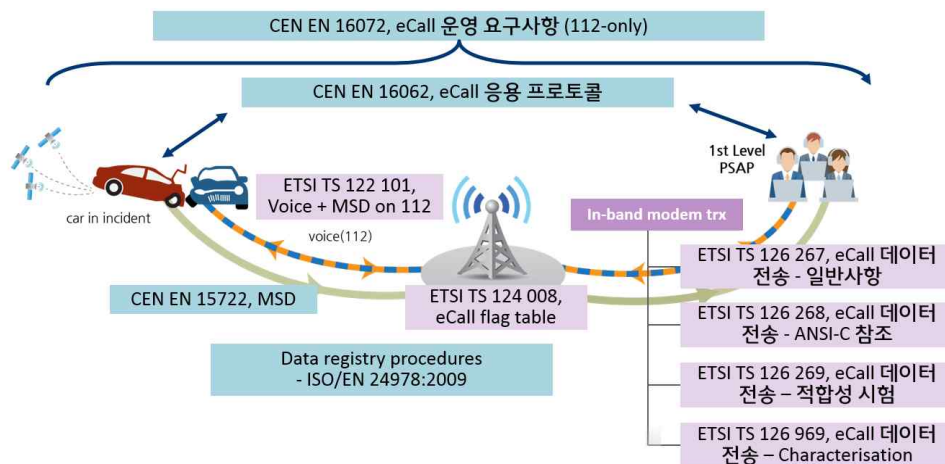 CEN EN 16072, eCall 운영 요구사항 (112-only)
CEN EN 16062, eCall 응용 프로토콜
1st Level
PSAP
car in incident
ETSI TS 122 101,
Voice + MSD on 112
voice(112)
In-band modem trx
CEN EN 15722, MSD
ETSI TS 124 008,
eCall flag table
Data registry procedures
- ISO/EN 24978:2009
ETSI TS 126 267, eCall 데이터
전송 - 일반사항
ETSI TS 126 268, eCall 데이터
전송 - ANSI-C 참조
ETSI TS 126 269, eCall 데이터
전송 – 적합성 시험
ETSI TS 126 969, eCall 데이터
전송 – Characterisation